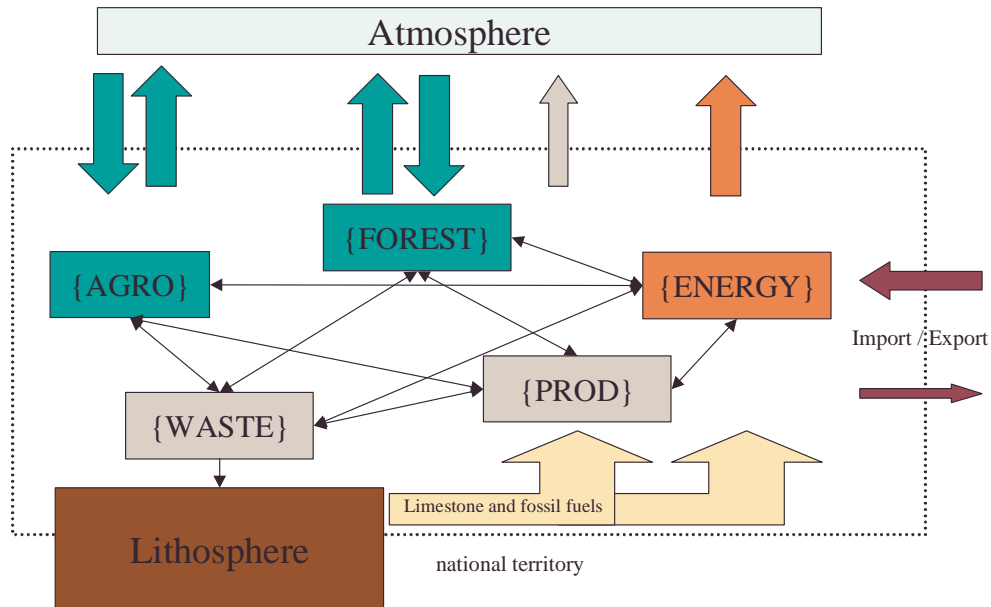 Atmosphere
{FOREST}
{AGRO}
{ENERGY}
Import / Export
{PROD}
{WASTE}
Limestone and fossil fuels
Lithosphere
national territory